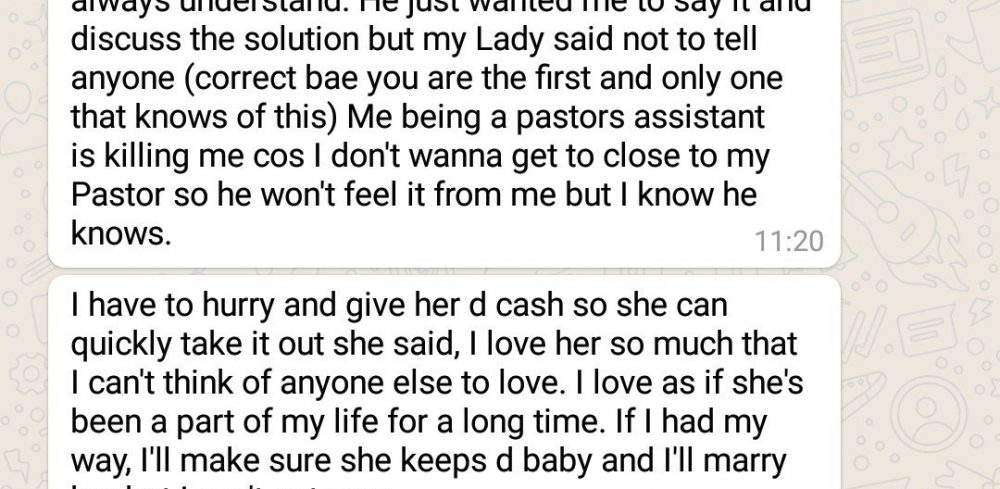 always understand. He just wanted me to say it and
discuss the solution but my Lady said not to tell
anyone (correct bae you are the first and only one
that knows of this) Me being a pastors assistant
is killing me cos I don't wanna get to close to my
Pastor so he won't feel it from me but I know he
knows.
11:20
I have to hurry and give her d cash so she can
quickly take it out she said, I love her so much that
I can't think of anyone else to love. I love as if she's
been a part of my life for a long time. If I had my
way, I'll make sure she keeps d baby and I'll marry